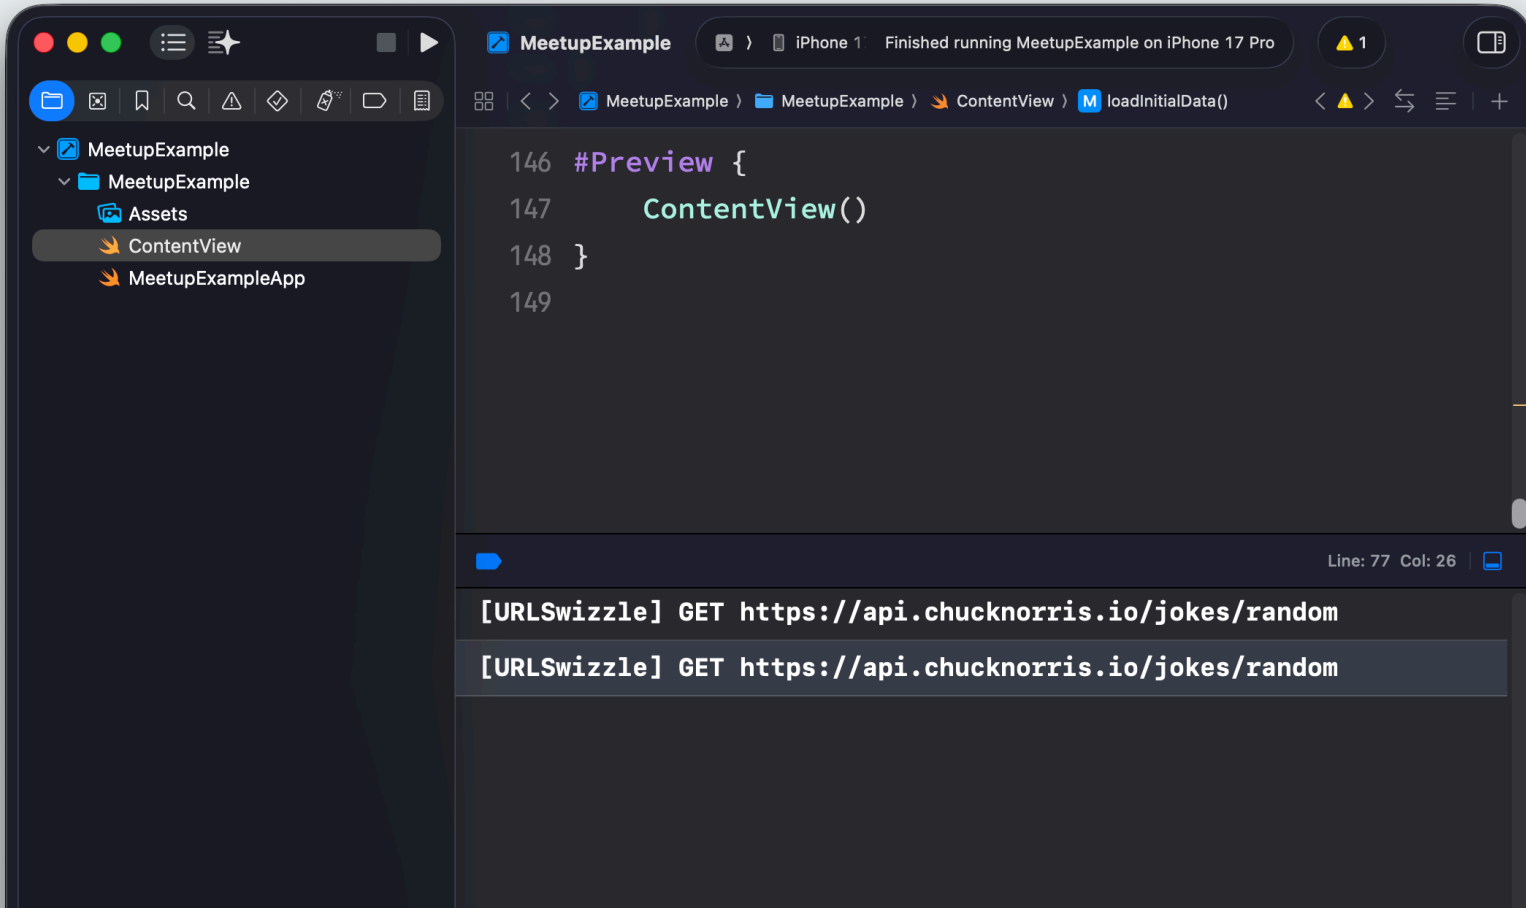 MeetupExample
iPhone 1
Finished running MeetupExample on iPhone 17 Pro
1
MeetupExample
MeetupExample
ContentView
M
loadInitialData()
MeetupExample
MeetupExample
Assets
ContentView
MeetupExampleApp
146 #Preview {
147 ContentView()
148 }
149
Line: 77 Col: 26
[URLSwizzle] GET https://api.chucknorris.io/jokes/random
[URLSwizzle] GET https://api.chucknorris.io/jokes/random